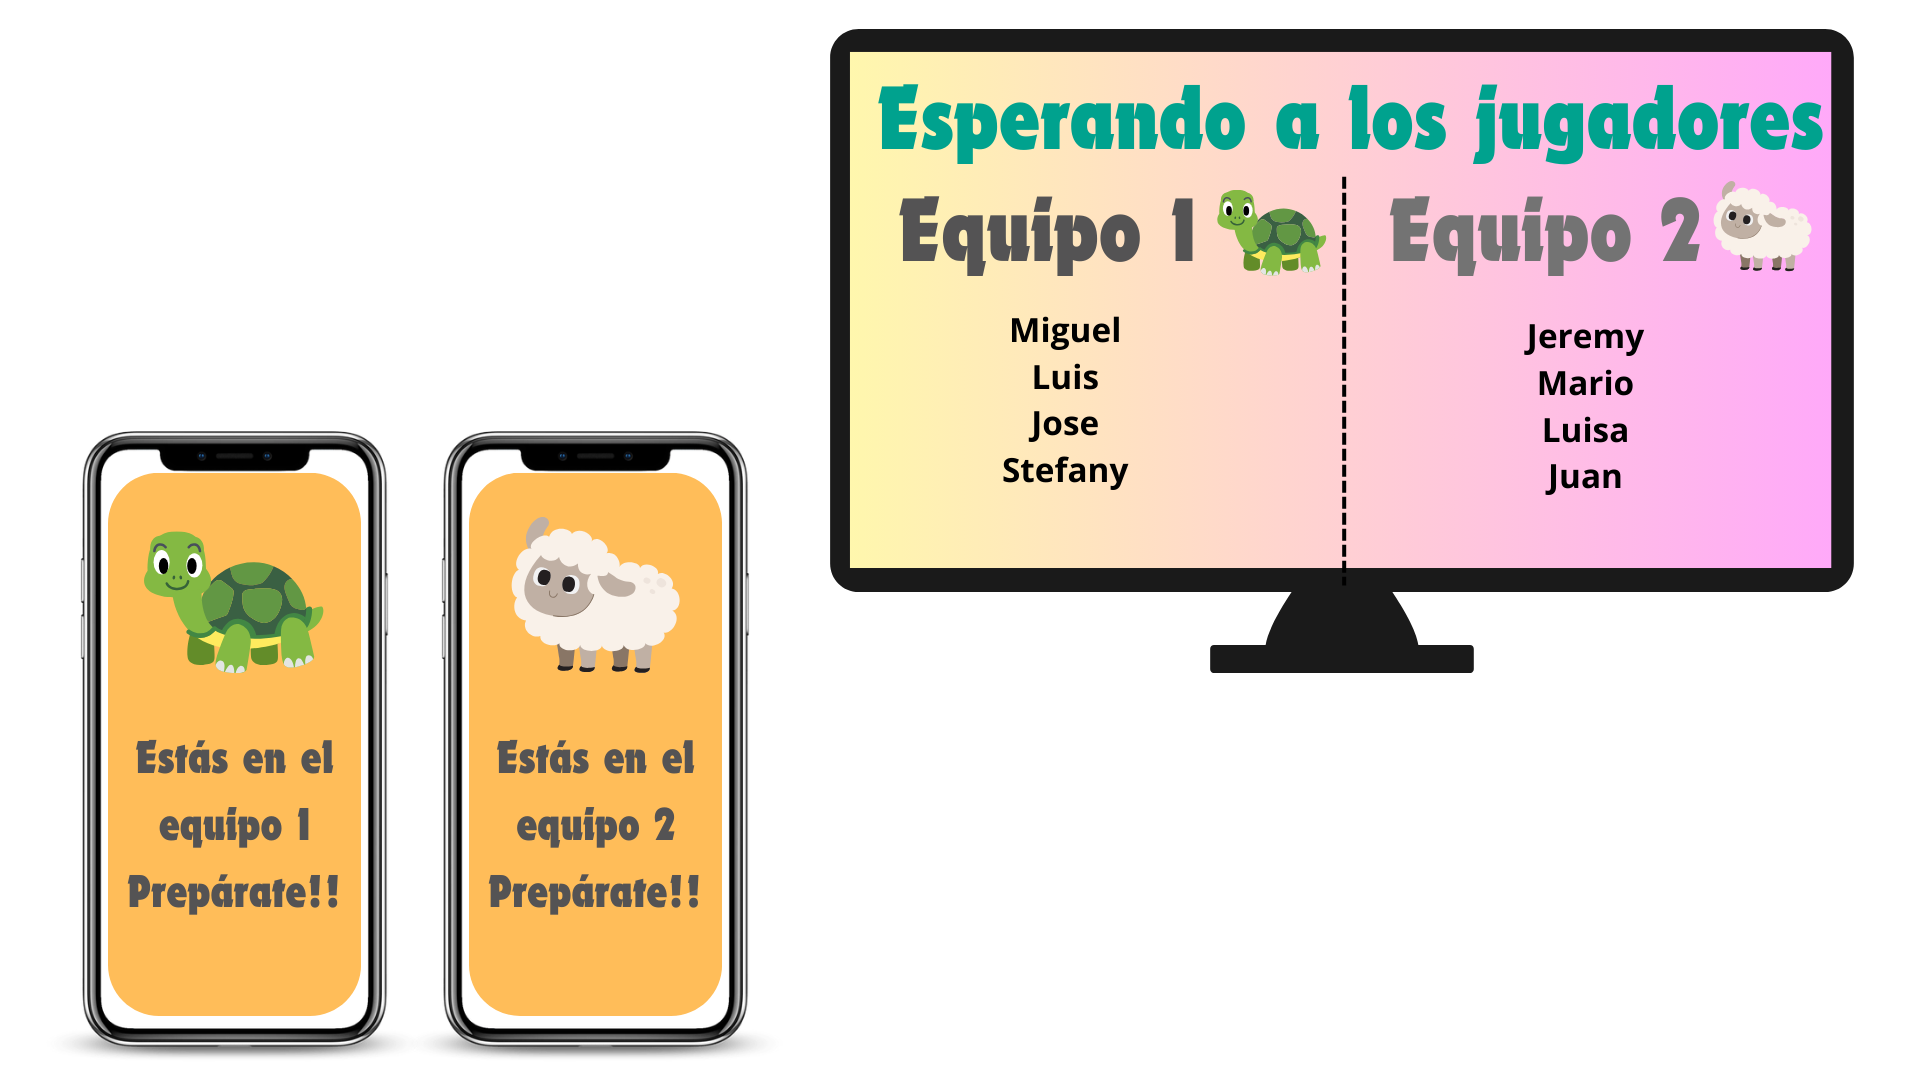 Esperando a los jugadores
Equipo 1
Miguel
Luis
Jose
Stefany
Equipo 2
Jeremy
Mario
Luisa
Juan
Estás en el
equipo 1
Prepárate!!
Estás en el
equipo 2
Prepárate!!